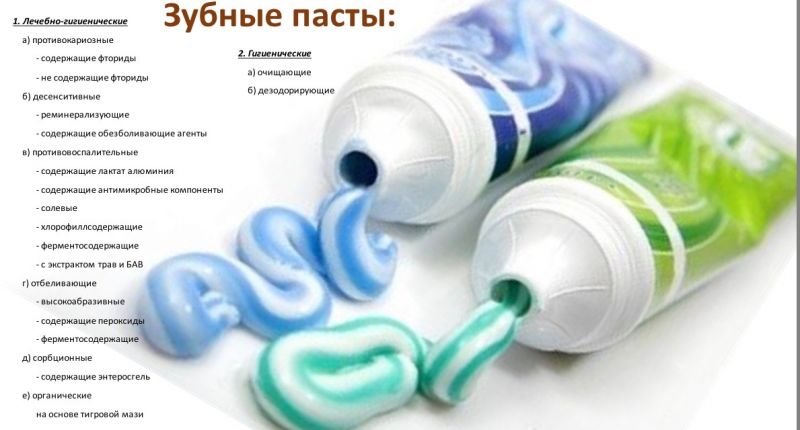 Зубные пасты:
1. Лечебно-гигиенические
а) противокариозные
- содержащие фториды
- не содержащие фториды
б) десенситивные
- реминерализующие
- содержащие обезболивающие агенты
в) противовоспалительные
- содержащие лактат алюминия
- содержащие антимикробные компоненты
- солевые
- хлорофиллсодержащие
- ферментосодержащие
- с экстрактом трав и БАВ
г) отбеливающие
- высокоабразивные
- содержащие пероксиды
- ферментосодержащие
д) сорбционные
- содержащие энтеросгель
е) органические
на основе тигровой мази
2. Гигиенические
а) очищающие
б) дезодорирующие